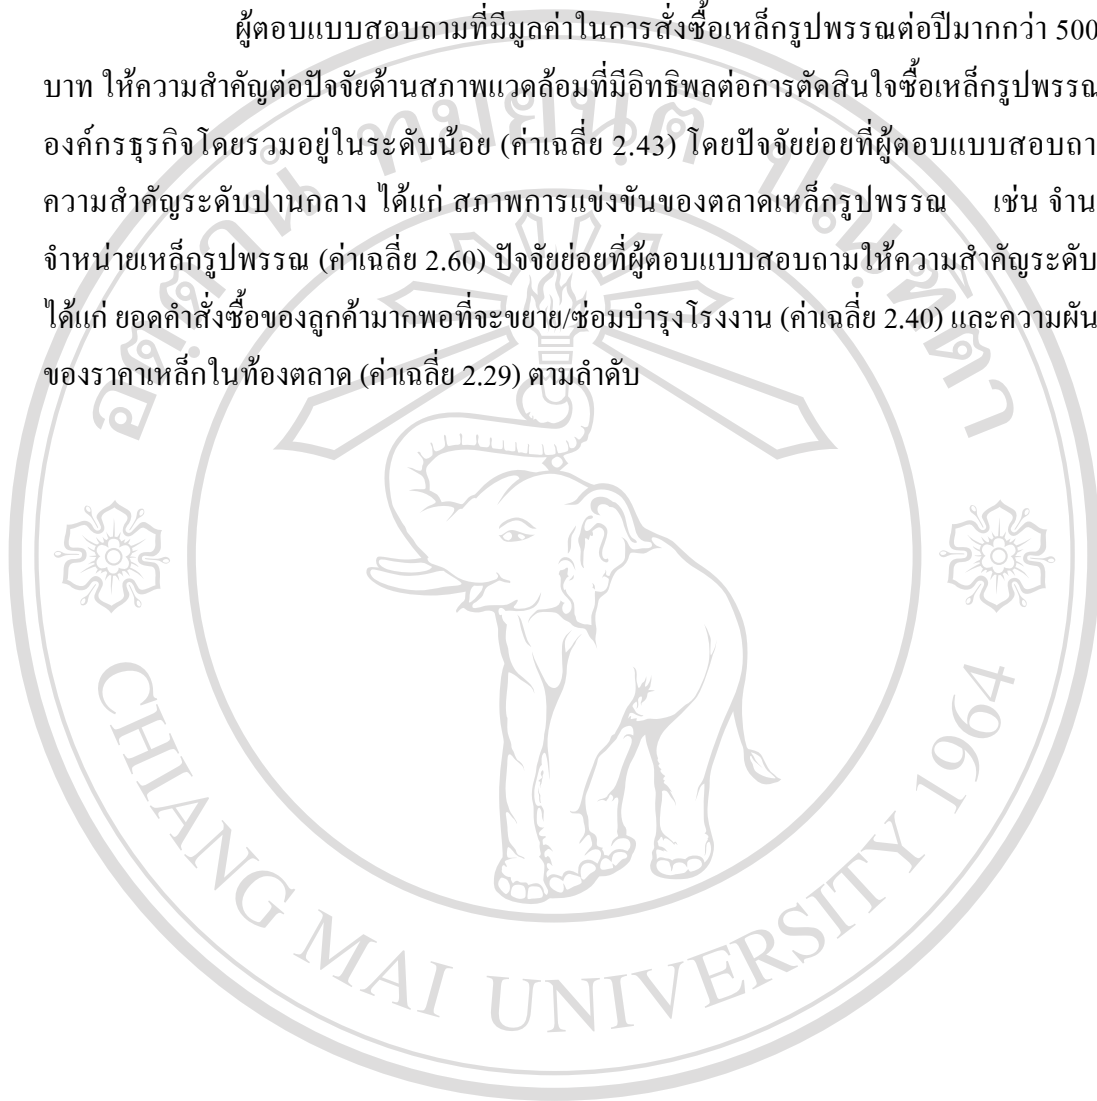 ผู้ตอบแบบสอบถามที่มีมูลค่าในการสั่งซื้อเหล็กรูปพรรณต่อปีมากกว่า 500
บาท ให้ความสำคัญต่อปัจจัยด้านสภาพแวดล้อมที่มีอิทธิพลต่อการตัดสินใจซื้อเหล็กรูปพรรณ
องค์กรธุรกิจโดยรวมอยู่ในระดับน้อย (ค่าเฉลี่ย 2.43) โดยปัจจัยย่อยที่ผู้ตอบแบบสอบถา
ความสำคัญระดับปานกลาง ได้แก่ สภาพการแข่งขันของตลาดเหล็กรูปพรรณ เช่น จำน
จำหน่ายเหล็กรูปพรรณ (ค่าเฉลี่ย 2.60) ปัจจัยย่อยที่ผู้ตอบแบบสอบถามให้ความสำคัญระดับ
ได้แก่ ยอดคำสั่งซื้อของลูกค้ามากพอที่จะขยาย/ซ่อมบำรุงโรงงาน (ค่าเฉลี่ย 2.40) และความผัน
ของราคาเหล็กในท้องตลาด (ค่าเฉลี่ย 2.29) ตามลำดับ
อตฺตานํ ทมยนฺติ ปณฺฑิตา
CHIANG MAI UNIVERSITY 1964